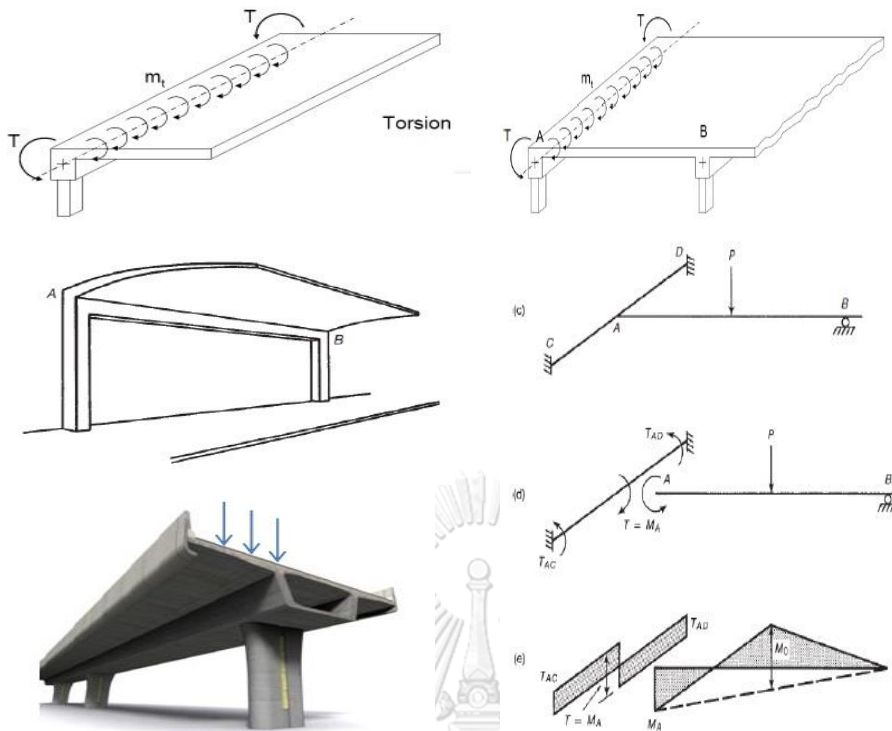 T
m_t
T
Torsion
T
m_t
T
A
B
A
B
(c)
D
P
B
A
C
(d)
T_AD
P
A
B
T = M_A
T_AC
(e)
T_AD
M_0
T_AC
T = M_A
M_A